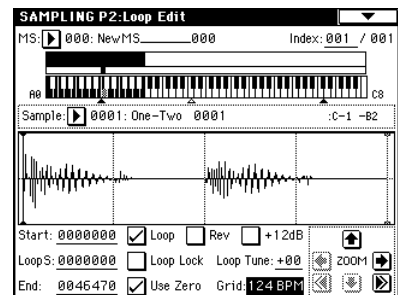 SAMPLING P2:Loop Edit
MS: 000: NewMS______000 Index: 001 / 001
A0 C8
Sample: 0001: One-Two 0001 :C-1 -B2
Start: 0000000 Loop Rev +12dB
LoopS: 0000000 Loop Lock Loop Tune: +00 ZOOM
End: 0046470 Use Zero Grid: 124 BPM